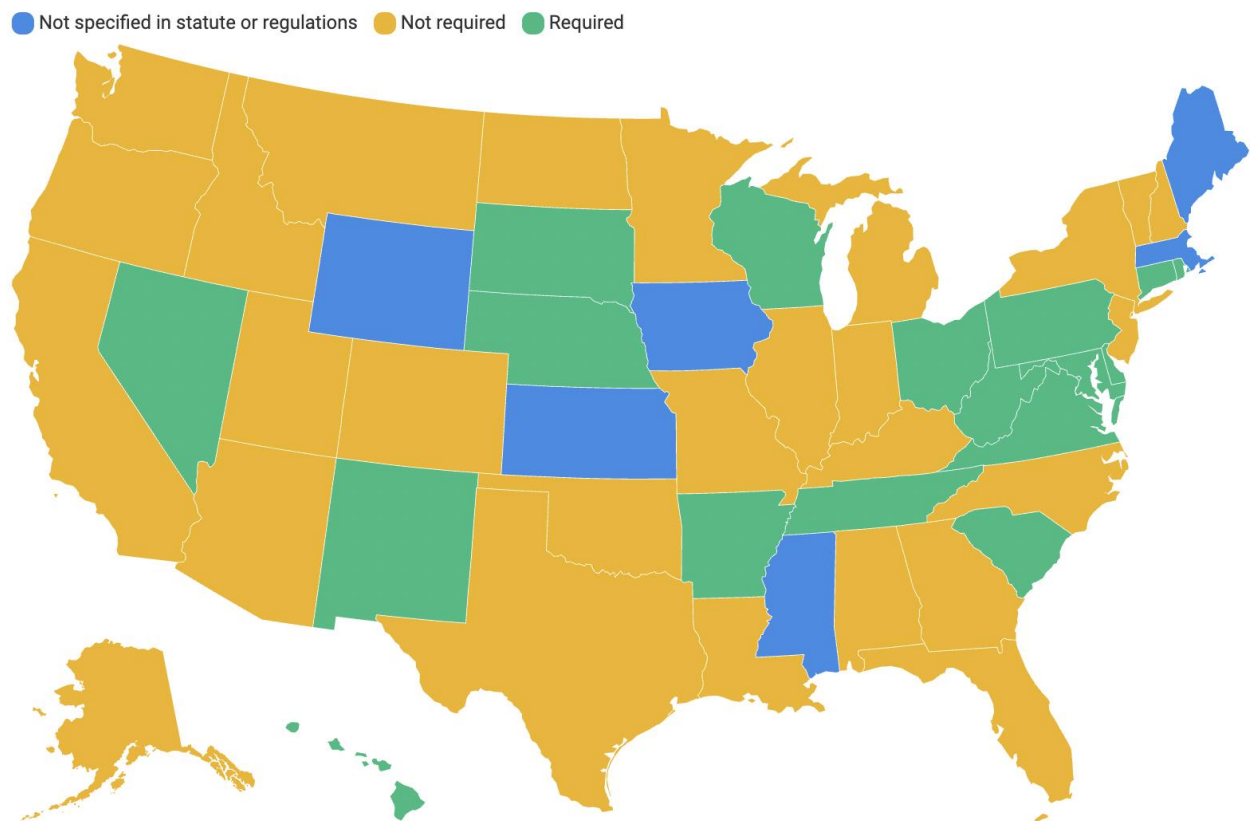 Not specified in statute or regulations Not required Required